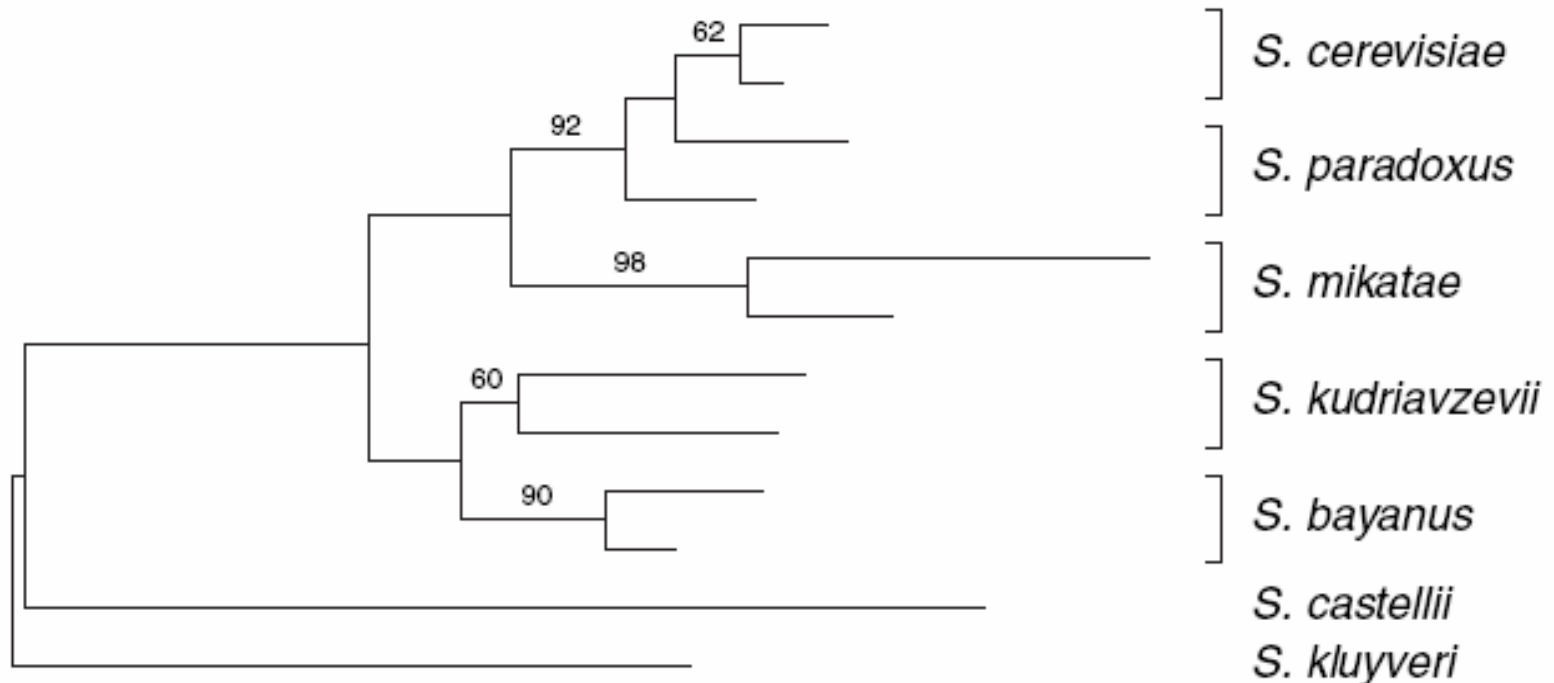 62
S. cerevisiae
92
S. paradoxus
98
S. mikatae
60
S. kudriavzevii
90
S. bayanus
S. castellii
S. kluyveri